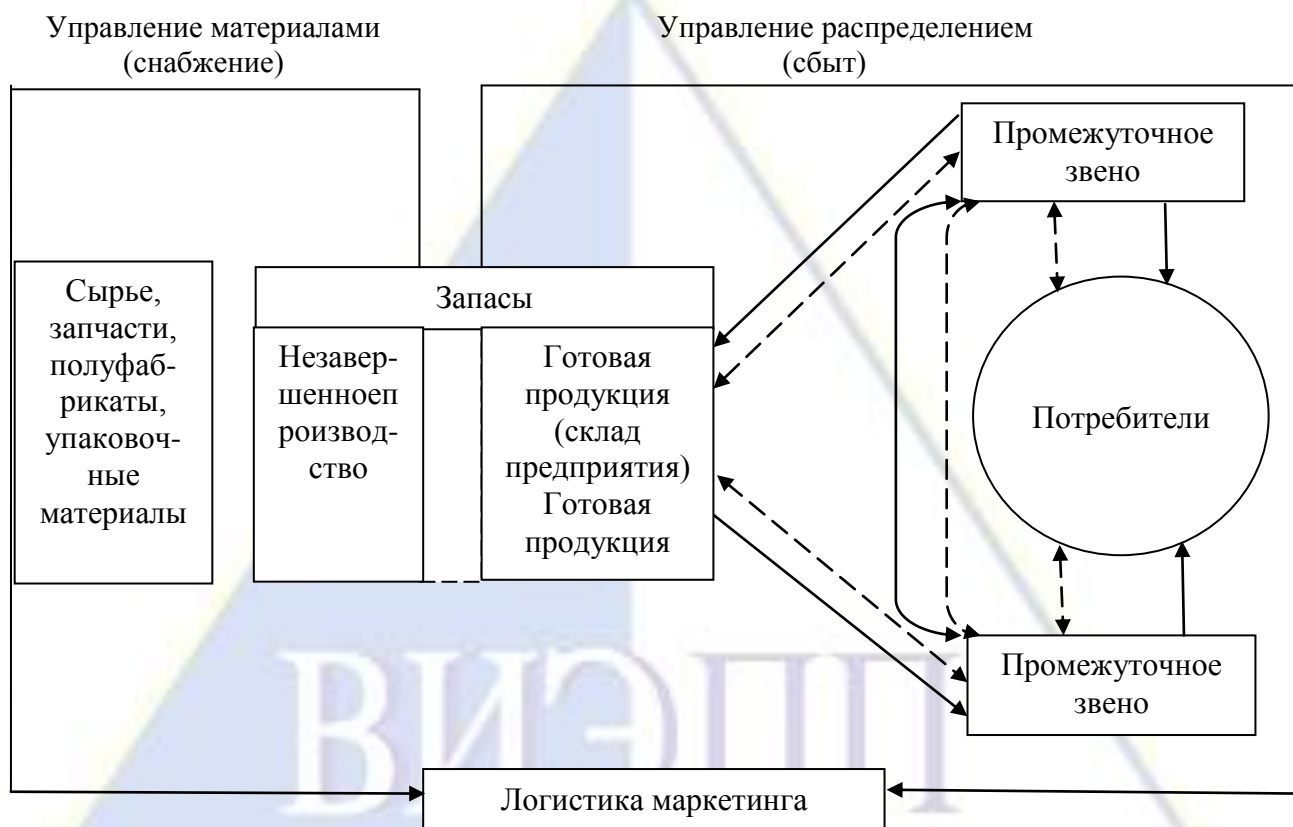 Управление материалами
(снабжение)
Управление распределением
(сбыт)
Промежуточное
звено
Сырье,
запчасти,
полуфаб-
рикаты,
упаковоч-
ные
материалы
Запасы
Незавер-
шенноеп
роизвод-
ство
Готовая
продукция
(склад
предприятия)
Готовая
продукция
Потребители
Промежуточное
звено
ВИЭПП
Логистика маркетинга